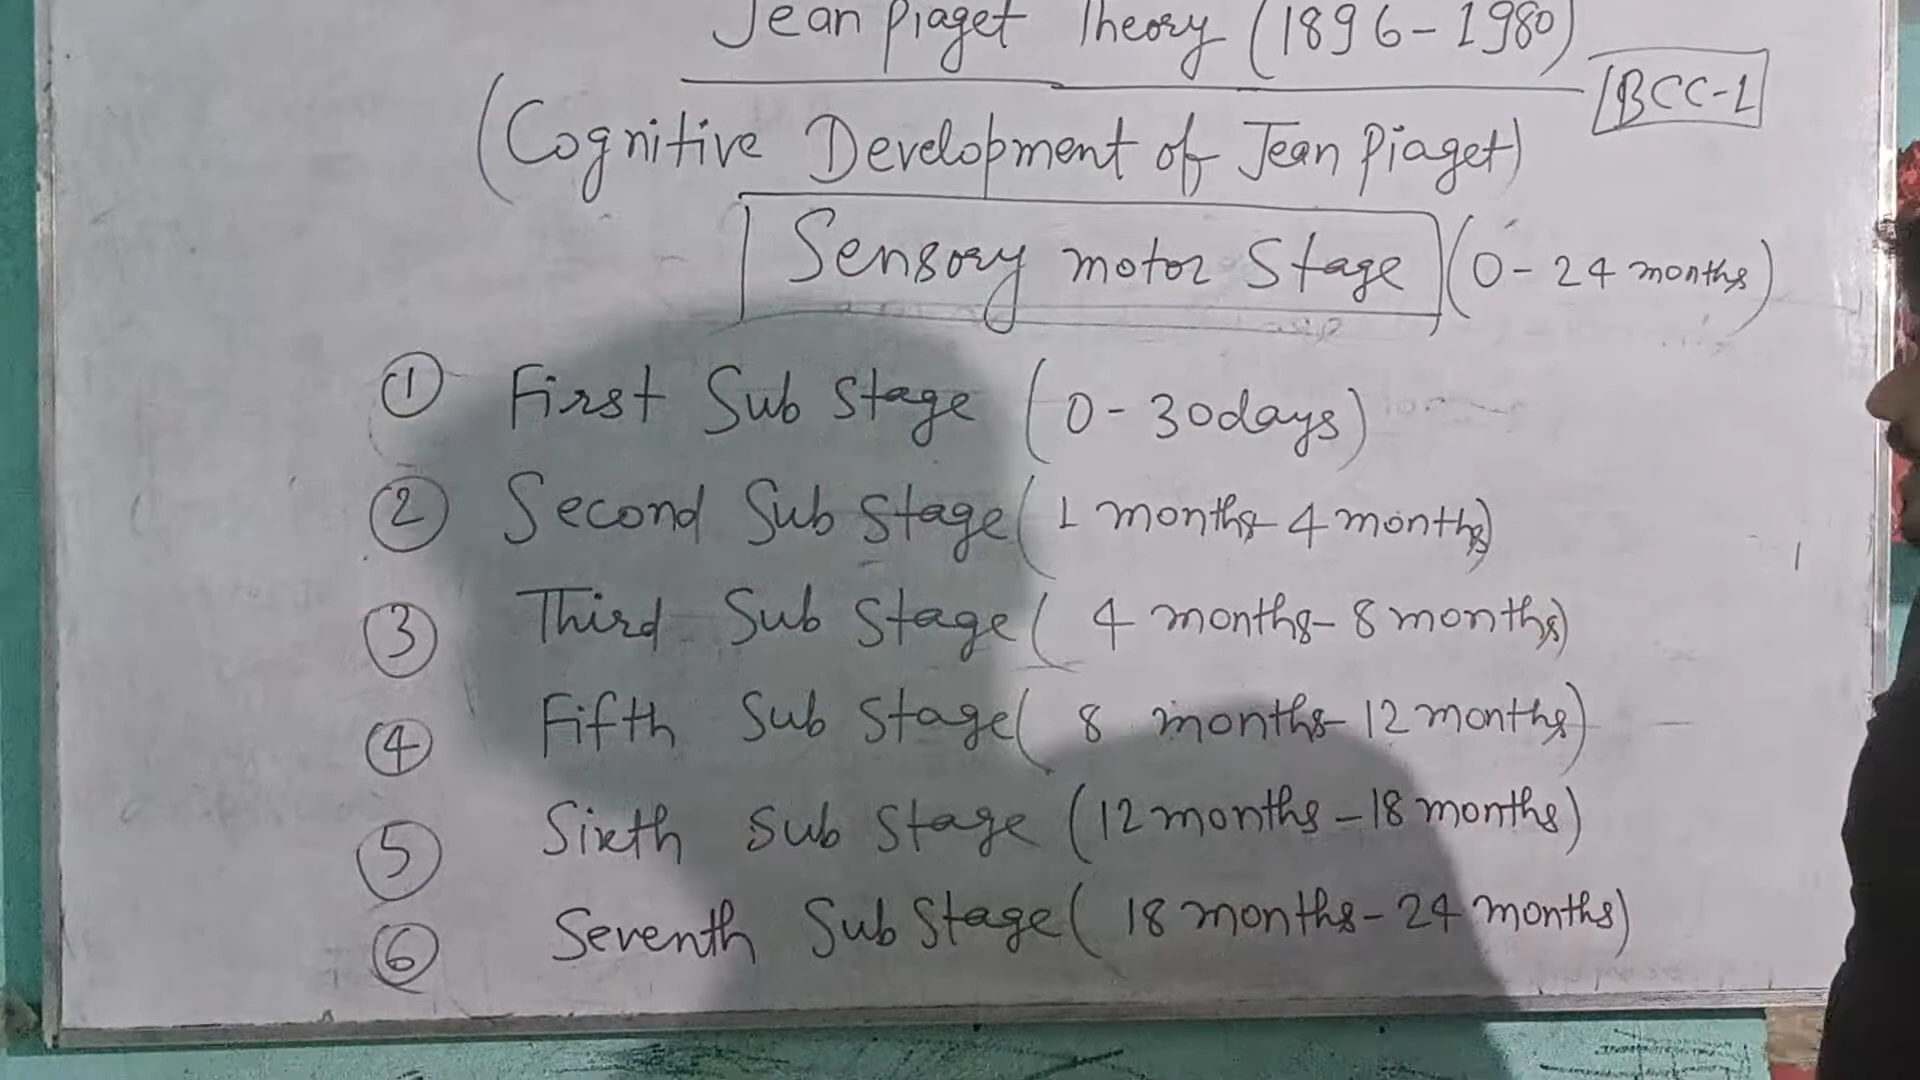 Jean Piaget Theory (1896-1980)
BCC-1
(Cognitive Development of Jean Piaget)
Sensory motor Stage (0-24 months)
① First Sub Stage (0-30days)
② Second Sub Stage (1 months-4 months)
③ Third Sub Stage (4 months-8 months)
④ Fifth Sub Stage (8 months-12 months)
⑤ Sixth Sub Stage (12 months-18 months)
⑥ Seventh Sub Stage (18 months-24 months)